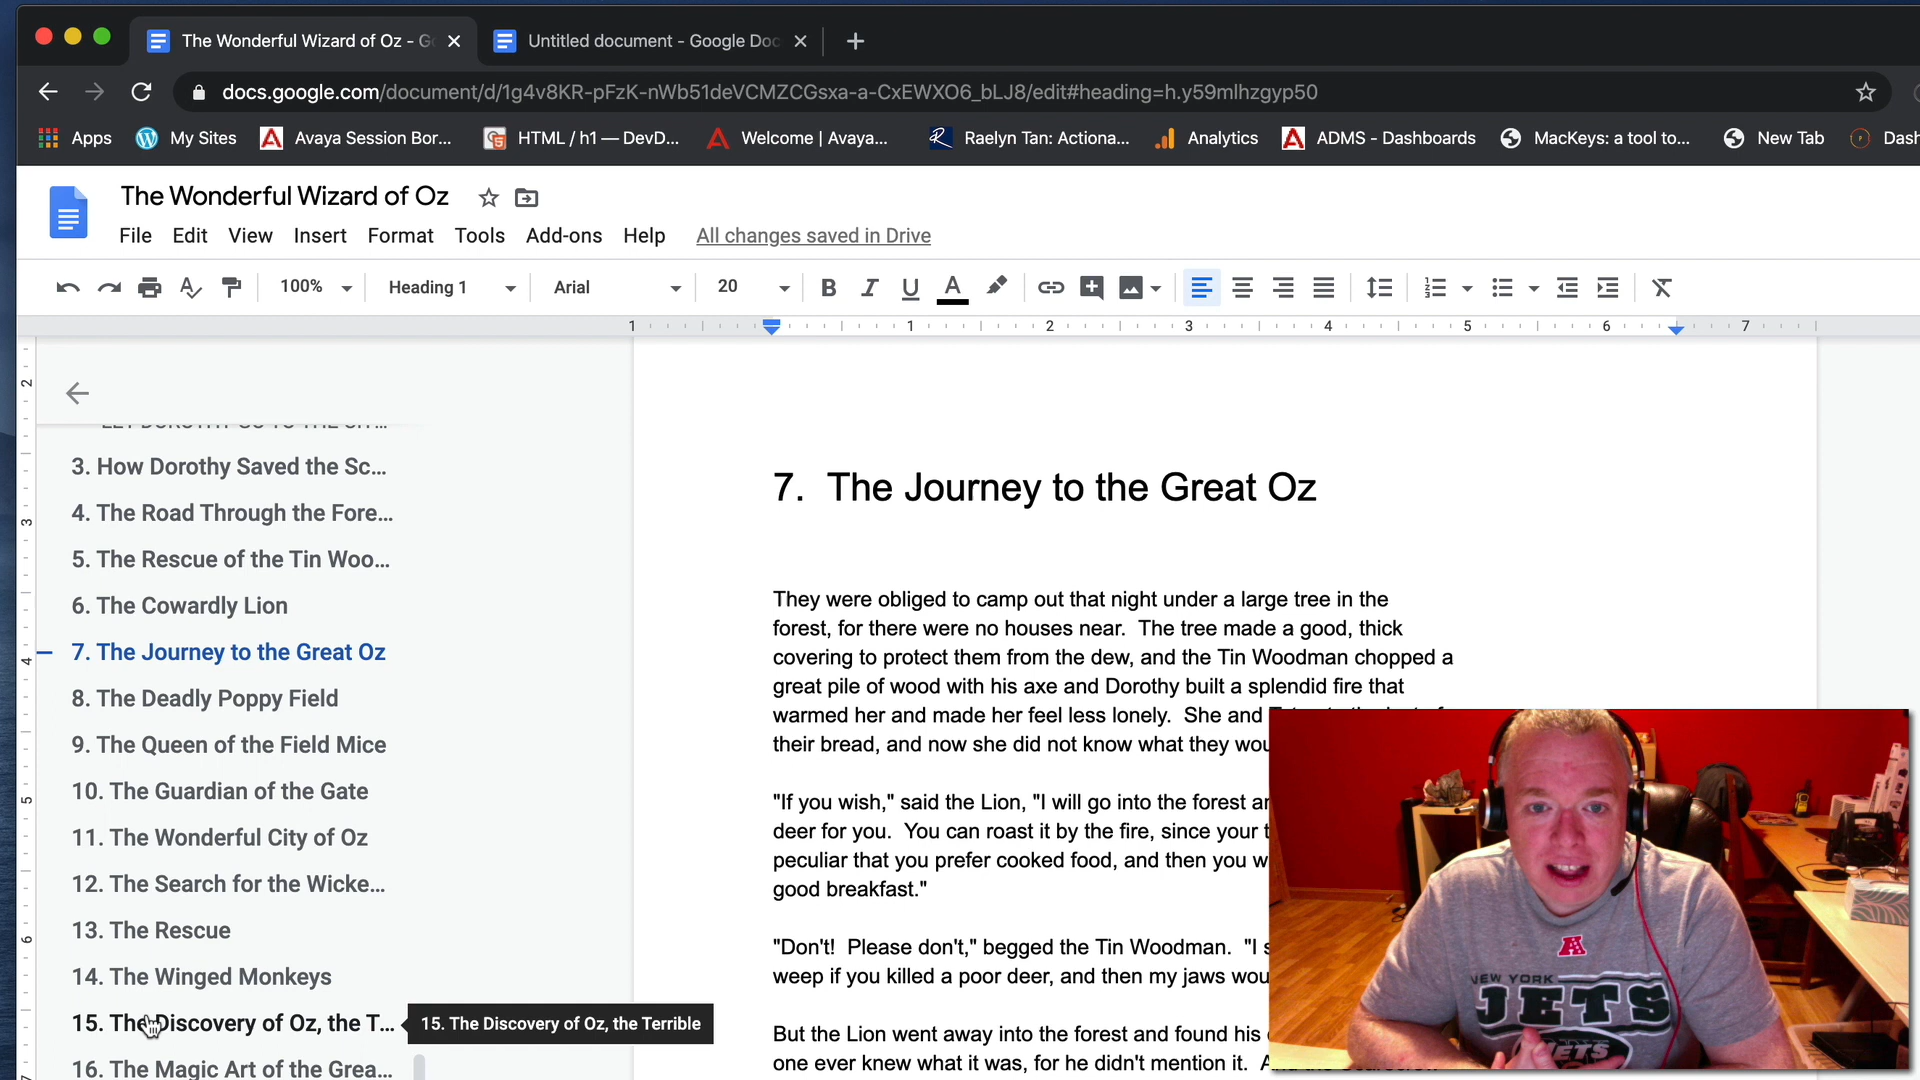 The Wonderful Wizard of Oz - G
Untitled document - Google Doc
docs.google.com/document/d/1g4v8KR-pFzK-nWb51deVCMZCGsxa-a-CxEWXO6_bLJ8/edit#heading=h.y59mlhzgyp50
Apps My Sites Avaya Session Bor... HTML / h1 — DevD... Welcome | Avaya... Raelyn Tan: Actiona... Analytics ADMS - Dashboards MacKeys: a tool to... New Tab Dash
The Wonderful Wizard of Oz
File Edit View Insert Format Tools Add-ons Help All changes saved in Drive
100% Heading 1 Arial 20 B I U A
1 1 2 3 4 5 6 7
2
3
4
5
6
3. How Dorothy Saved the Sc...
4. The Road Through the Fore...
5. The Rescue of the Tin Woo...
6. The Cowardly Lion
7. The Journey to the Great Oz
8. The Deadly Poppy Field
9. The Queen of the Field Mice
10. The Guardian of the Gate
11. The Wonderful City of Oz
12. The Search for the Wicke...
13. The Rescue
14. The Winged Monkeys
15. The Discovery of Oz, the T...
15. The Discovery of Oz, the Terrible
16. The Magic Art of the Grea...
7. The Journey to the Great Oz
They were obliged to camp out that night under a large tree in the
forest, for there were no houses near. The tree made a good, thick
covering to protect them from the dew, and the Tin Woodman chopped a
great pile of wood with his axe and Dorothy built a splendid fire that
warmed her and made her feel less lonely. She and
their bread, and now she did not know what they wou
"If you wish," said the Lion, "I will go into the forest a
deer for you. You can roast it by the fire, since your t
peculiar that you prefer cooked food, and then you w
good breakfast."
"Don't! Please don't," begged the Tin Woodman. "I s
weep if you killed a poor deer, and then my jaws wou
But the Lion went away into the forest and found his
one ever knew what it was, for he didn't mention it.
NEW YORK
JETS
JETS